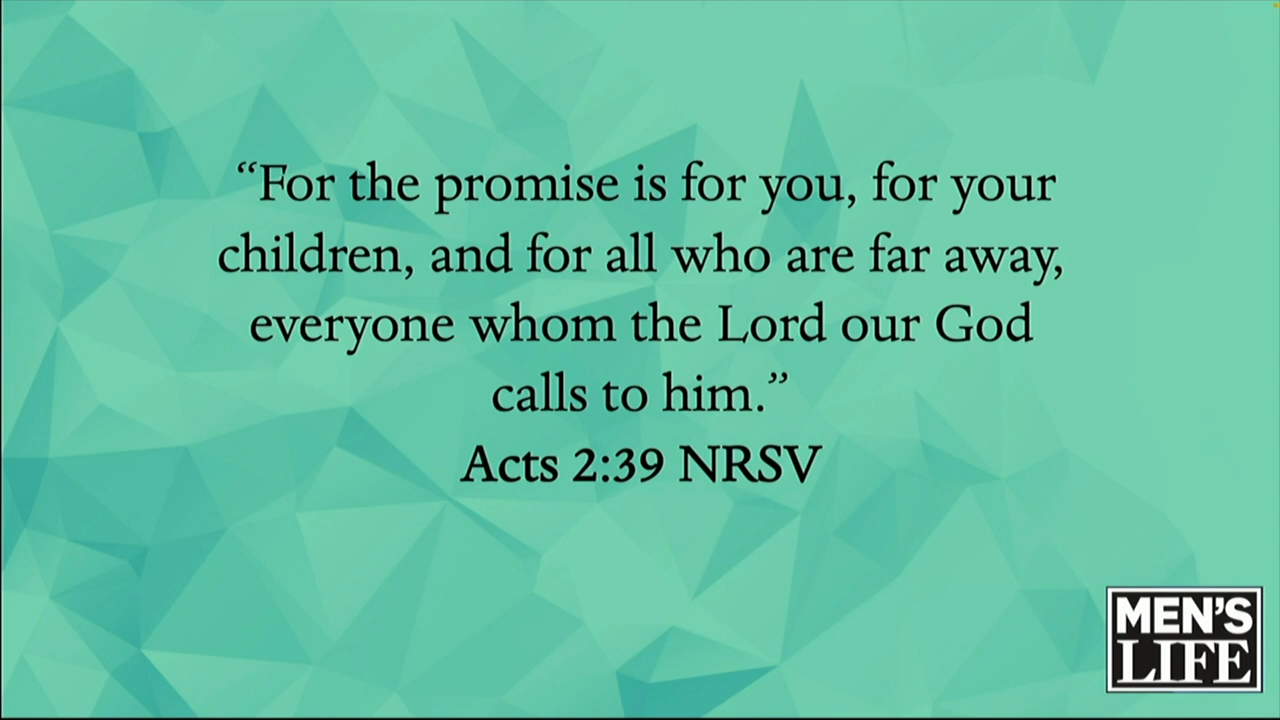 “For the promise is for you, for your
children, and for all who are far away,
everyone whom the Lord our God
calls to him.”
Acts 2:39 NRSV
MEN’S
LIFE